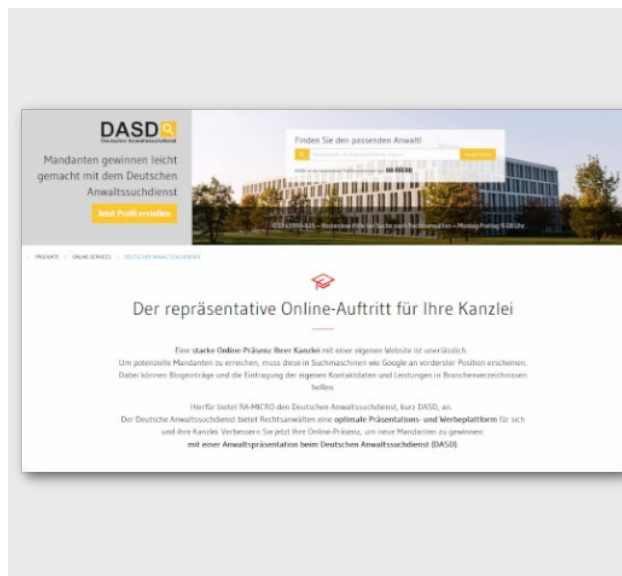 DASD
Deutscher Anwaltssuchdienst
Mandanten gewinnen leicht
gemacht mit dem Deutschen
Anwaltssuchdienst
Jetzt Profil erstellen
Finden Sie den passenden Anwalt!
RA-MICRO
PRODUKTE / ONLINE SERVICES / DEUTSCHER ANWALTSSUCHDIENST
Der repräsentative Online-Auftritt für Ihre Kanzlei
Eine starke Online-Präsenz Ihrer Kanzlei mit einer eigenen Website ist unerlässlich.
Um potenzielle Mandanten zu erreichen, muss diese in Suchmaschinen wie Google an vorderster Position erscheinen.
Dabei können Blogeinträge und die Eintragung der eigenen Kontaktdaten und Leistungen in Branchenverzeichnissen
helfen.
Hierfür bietet RA-MICRO den Deutschen Anwaltssuchdienst, kurz DASD, an.
Der Deutsche Anwaltssuchdienst bietet Rechtsanwälten eine optimale Präsentations- und Werbeplattform für sich
und ihre Kanzlei. Verbessern Sie jetzt Ihre Online-Präsenz, um neue Mandanten zu gewinnen:
mit einer Anwaltspräsentation beim Deutschen Anwaltssuchdienst (DASD).